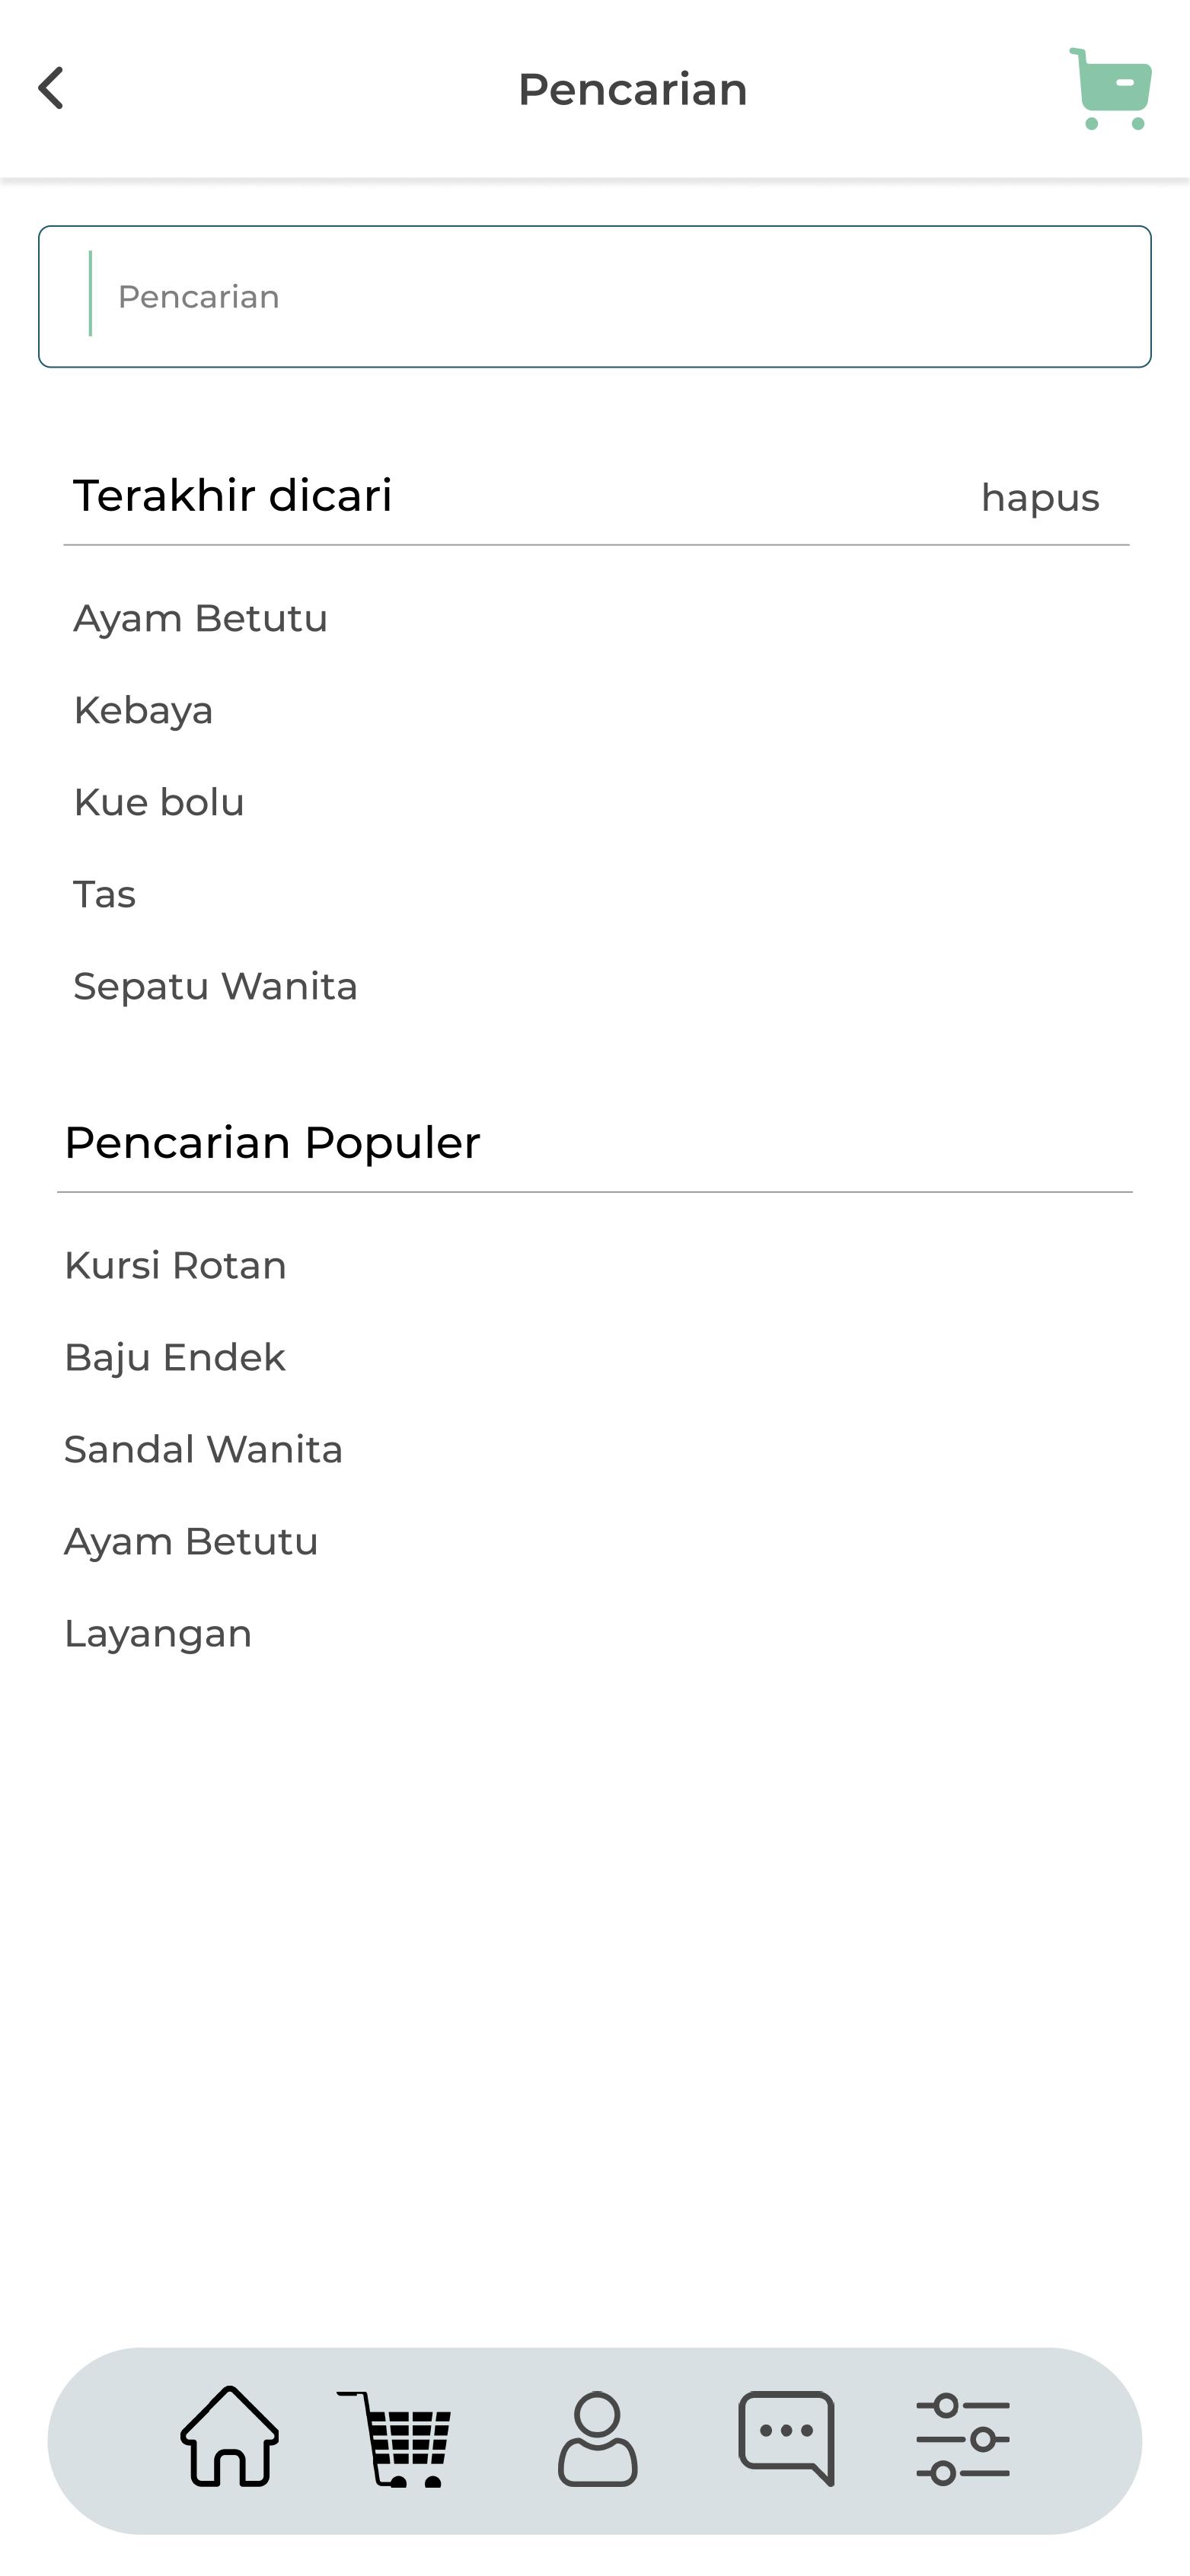 Pencarian
Pencarian
Terakhir dicari
hapus
Ayam Betutu
Kebaya
Kue bolu
Tas
Sepatu Wanita
Pencarian Populer
Kursi Rotan
Baju Endek
Sandal Wanita
Ayam Betutu
Layangan